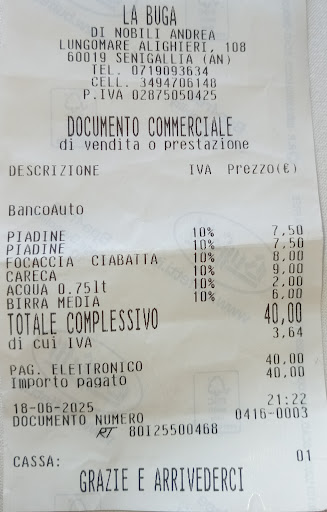 LA BUGA
DI NOBILI ANDREA
LUNGOMARE ALIGHIERI, 108
60019 SENIGALLIA (AN)
TEL. 0719093634
CELL. 3494706148
P.IVA 02875050425
DOCUMENTO COMMERCIALE
di vendita o prestazione
DESCRIZIONE IVA Prezzo(€)
BancoAuto
PIADINE 10% 7,50
PIADINE 10% 7,50
FOCACCIA CIABATTA 10% 8,00
CARECA 10% 9,00
ACQUA 0.75lt 10% 2,00
BIRRA MEDIA 10% 6,00
TOTALE COMPLESSIVO 40,00
di cui IVA 3,64
PAG. ELETTRONICO 40,00
Importo pagato 40,00
18-06-2025 21:22
DOCUMENTO NUMERO 0416-0003
RT 80I25500468
CASSA: 01
GRAZIE E ARRIVEDERCI